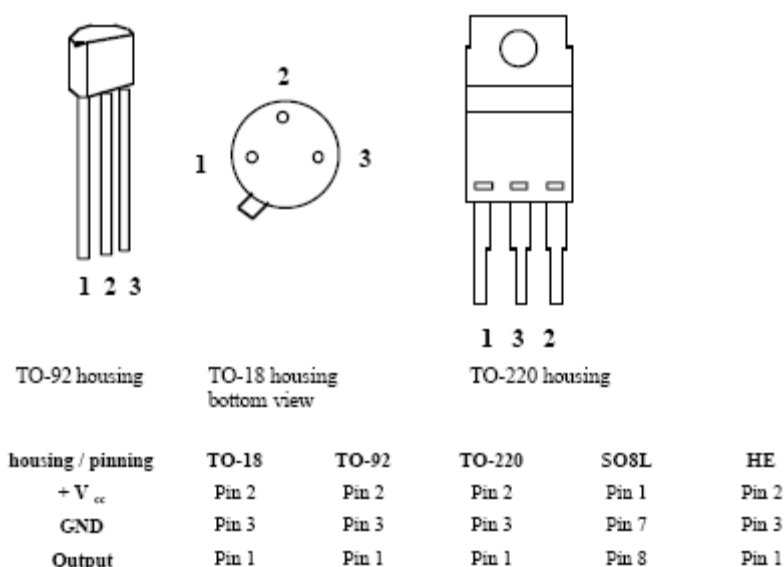 2
1 3
1 2 3
1 3 2
TO-92 housing TO-18 housing bottom view TO-220 housing
housing / pinning TO-18 TO-92 TO-220 SO8L HE
+ V cc Pin 2 Pin 2 Pin 2 Pin 1 Pin 2
GND Pin 3 Pin 3 Pin 3 Pin 7 Pin 3
Output Pin 1 Pin 1 Pin 1 Pin 8 Pin 1